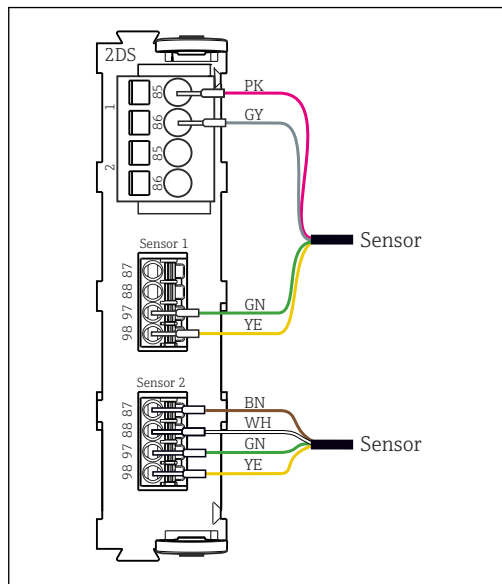 2DS
PK
1
85
GY
86
85
2
86
Sensor
Sensor 1
98 97 88 87
GN
YE
Sensor 2
98 97 88 87
BN
WH
GN
YE
Sensor